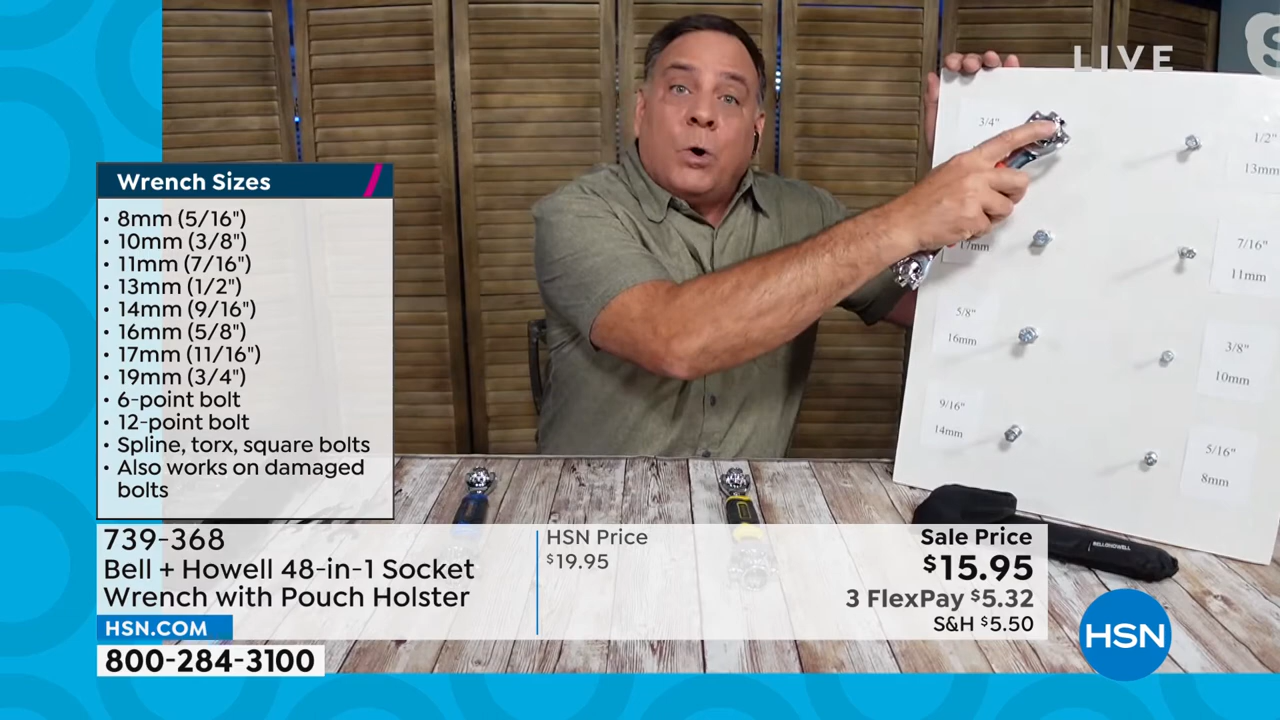 LIVE
S
Wrench Sizes
• 8mm (5/16")
• 10mm (3/8")
• 11mm (7/16")
• 13mm (1/2")
• 14mm (9/16")
• 16mm (5/8")
• 17mm (11/16")
• 19mm (3/4")
• 6-point bolt
• 12-point bolt
• Spline, torx, square bolts
• Also works on damaged
bolts
3/4"
1/2"
13mm
17mm
7/16"
11mm
5/8"
16mm
3/8"
10mm
9/16"
14mm
5/16"
8mm
BELL+HOWELL
739-368
Bell + Howell 48-in-1 Socket
Wrench with Pouch Holster
HSN.COM
800-284-3100
HSN Price
$19.95
Sale Price
$15.95
3 FlexPay $5.32
S&H $5.50
HSN